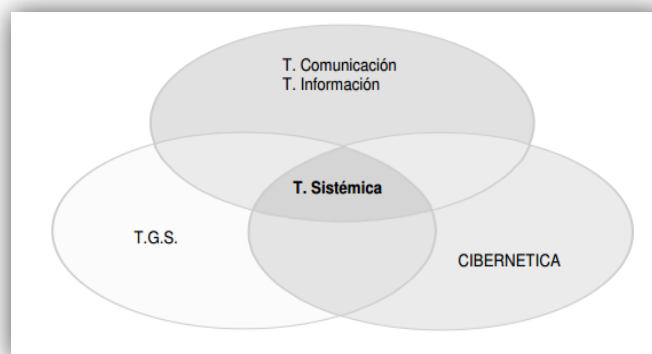 T. Comunicación
T. Información
T. Sistémica
T.G.S.
CIBERNETICA